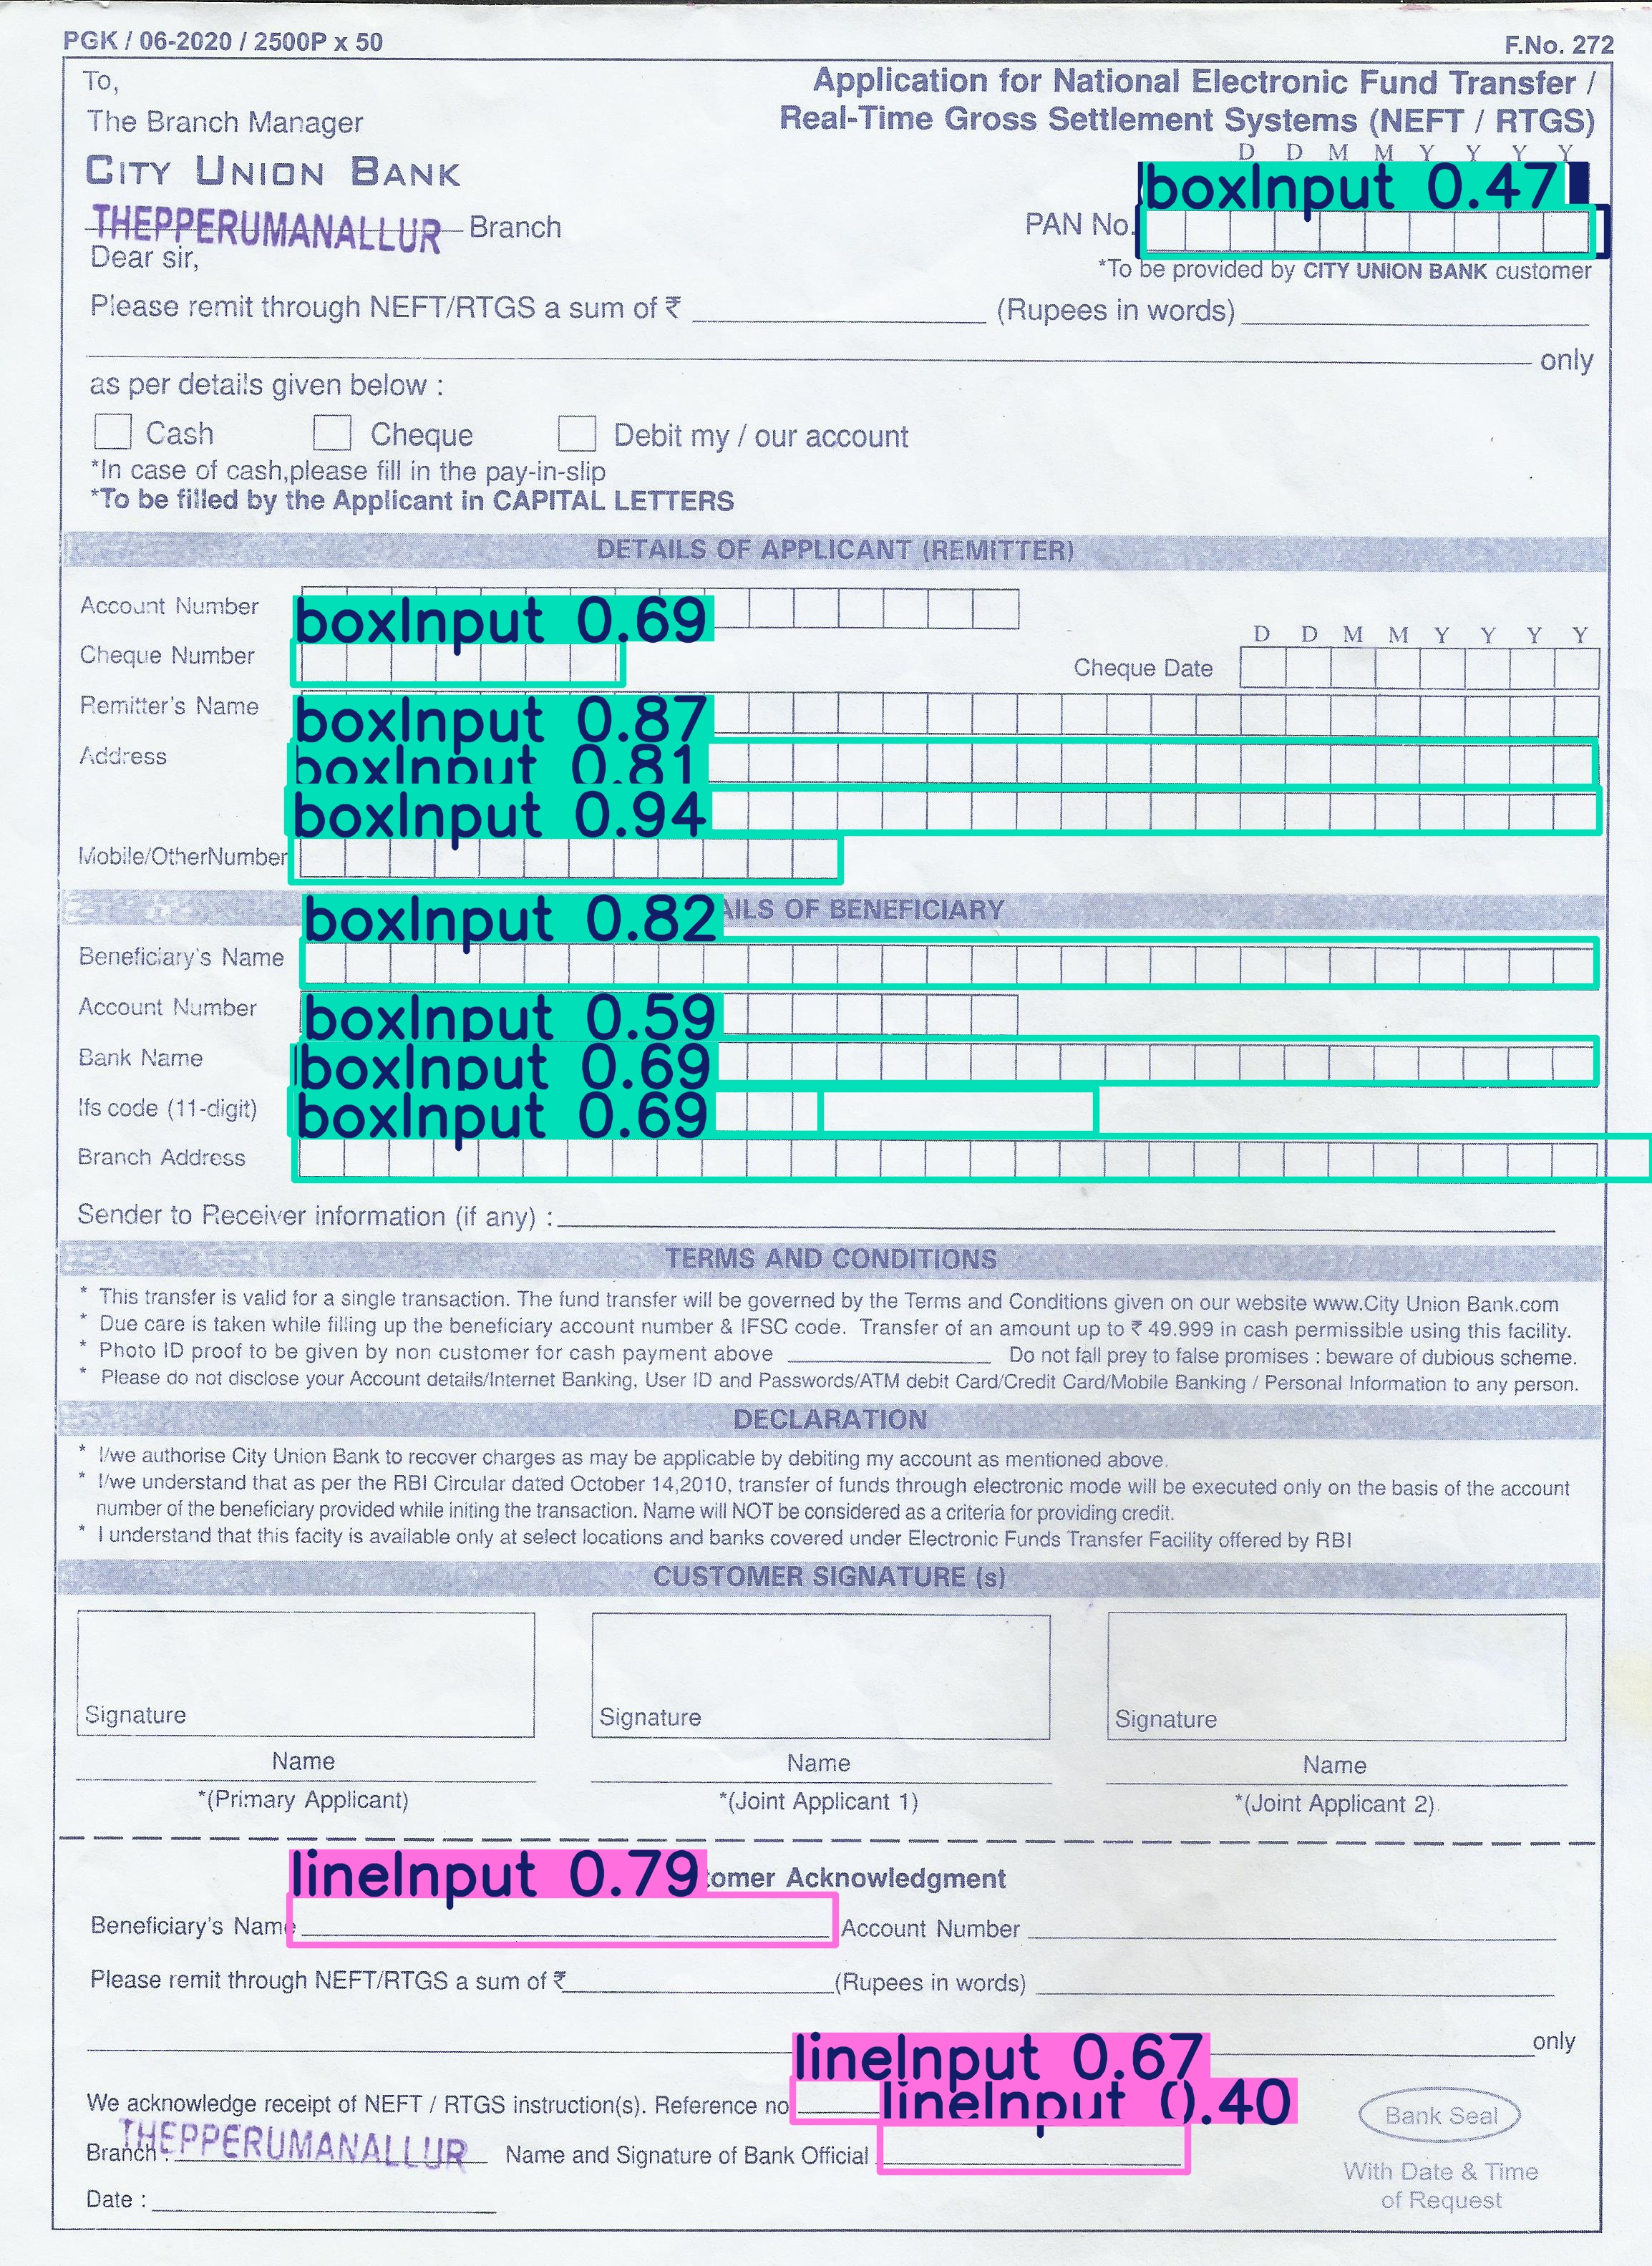 PGK / 06-2020 / 2500P x 50
F.No. 272
To,
The Branch Manager
CITY UNION BANK
THEPPERUMANALLUR Branch
Application for National Electronic Fund Transfer /
Real-Time Gross Settlement Systems (NEFT / RTGS)
D D M M Y Y Y Y
boxInput 0.47
PAN No.
*To be provided by CITY UNION BANK customer
Dear sir,
Please remit through NEFT/RTGS a sum of ₹ (Rupees in words)
only
as per details given below :
Cash Cheque Debit my / our account
*In case of cash,please fill in the pay-in-slip
*To be filled by the Applicant in CAPITAL LETTERS
DETAILS OF APPLICANT (REMITTER)
Account Number
boxInput 0.69
D D M M Y Y Y Y
Cheque Number
Cheque Date
Remitter's Name
boxInput 0.87
Address
boxInput 0.81
boxInput 0.94
Mobile/OtherNumber
boxInput 0.82
AILS OF BENEFICIARY
Beneficiary's Name
Account Number
boxInput 0.59
Bank Name
boxInput 0.69
Ifs code (11-digit)
boxInput 0.69
Branch Address
Sender to Receiver information (if any) :
TERMS AND CONDITIONS
* This transfer is valid for a single transaction. The fund transfer will be governed by the Terms and Conditions given on our website www.City Union Bank.com
* Due care is taken while filling up the beneficiary account number & IFSC code. Transfer of an amount up to ₹ 49.999 in cash permissible using this facility.
* Photo ID proof to be given by non customer for cash payment above Do not fall prey to false promises : beware of dubious scheme.
* Please do not disclose your Account details/Internet Banking, User ID and Passwords/ATM debit Card/Credit Card/Mobile Banking / Personal Information to any person.
DECLARATION
* I/we authorise City Union Bank to recover charges as may be applicable by debiting my account as mentioned above.
* I/we understand that as per the RBI Circular dated October 14,2010, transfer of funds through electronic mode will be executed only on the basis of the account
number of the beneficiary provided while initing the transaction. Name will NOT be considered as a criteria for providing credit.
* I understand that this facity is available only at select locations and banks covered under Electronic Funds Transfer Facility offered by RBI
CUSTOMER SIGNATURE (s)
Signature Signature Signature
Name Name Name
*(Primary Applicant) *(Joint Applicant 1) *(Joint Applicant 2)
lineInput 0.79
tomer Acknowledgment
Beneficiary's Name Account Number
Please remit through NEFT/RTGS a sum of ₹ (Rupees in words)
only
lineInput 0.67
We acknowledge receipt of NEFT / RTGS instruction(s). Reference no
lineInput 0.40
Bank Seal
Branch : THEPPERUMANALLUR Name and Signature of Bank Official
With Date & Time
of Request
Date :